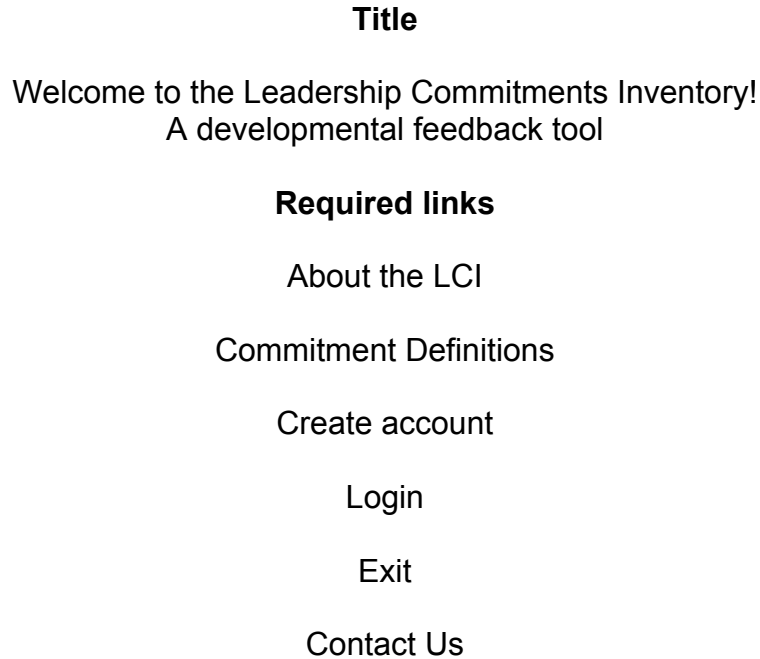 Title
Welcome to the Leadership Commitments Inventory!
A developmental feedback tool
Required links
About the LCI
Commitment Definitions
Create account
Login
Exit
Contact Us